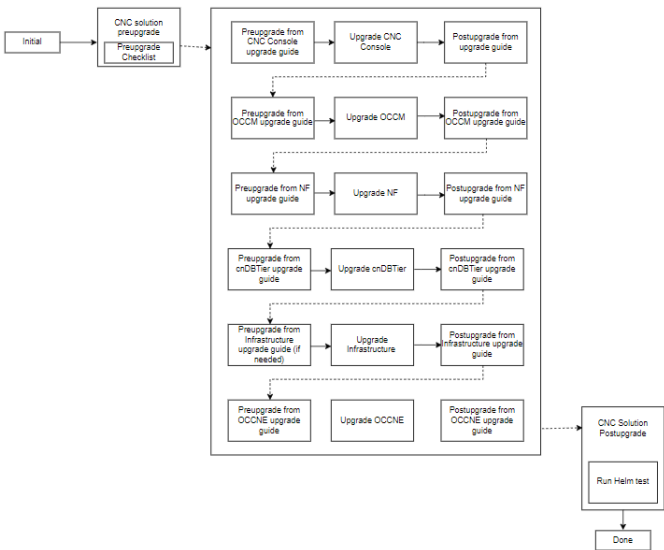 Initial
CNC solution
preupgrade
Preupgrade
Checklist
Preupgrade from
CNC Console
upgrade guide
Upgrade CNC
Console
Postupgrade from
upgrade guide
Preupgrade from
OCCM upgrade guide
Upgrade OCCM
Postupgrade from
OCCM upgrade guide
Preupgrade from NF
upgrade guide
Upgrade NF
Postupgrade from NF
upgrade guide
Preupgrade from
cnDBTier upgrade
guide
Upgrade cnDBTier
Postupgrade from
cnDBTier upgrade
guide
Preupgrade from
Infrastructure
upgrade guide (if
needed)
Upgrade
Infrastructure
Postupgrade from
Infrastructure upgrade
guide
Preupgrade from
OCCNE upgrade
guide
Upgrade OCCNE
Postupgrade from
OCCNE upgrade
guide
CNC Solution
Postupgrade
Run Helm test
Done